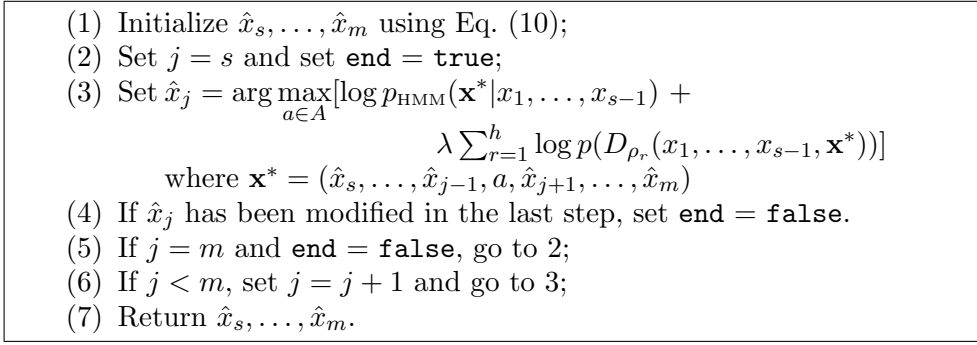 (1) Initialize x̂_s, …, x̂_m using Eq. (10);
(2) Set j = s and set end = true;
(3) Set x̂_j = arg max_{a∈A} [log p_HMM(𝐱*|x_1, …, x_{s−1}) +
λ ∑_{r=1}^{h} log p(D_{ρ_r}(x_1, …, x_{s−1}, 𝐱*))]
where 𝐱* = (x̂_s, …, x̂_{j−1}, a, x̂_{j+1}, …, x̂_m)
(4) If x̂_j has been modified in the last step, set end = false.
(5) If j = m and end = false, go to 2;
(6) If j < m, set j = j + 1 and go to 3;
(7) Return x̂_s, …, x̂_m.